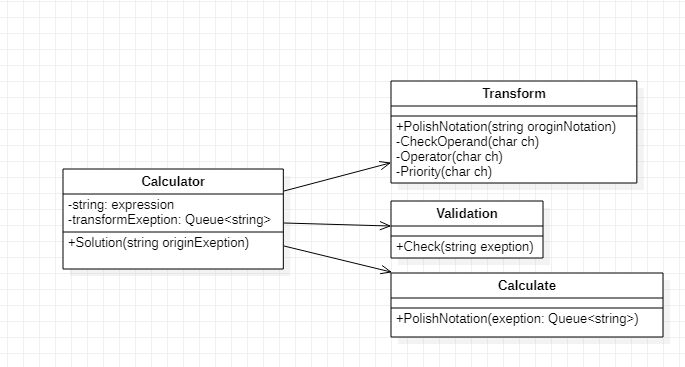 Transform
+PolishNotation(string oroginNotation)
-CheckOperand(char ch)
-Operator(char ch)
-Priority(char ch)
Calculator
-string: expression
-transformExeption: Queue<string>
+Solution(string originExeption)
Validation
+Check(string exeption)
Calculate
+PolishNotation(exeption: Queue<string>)